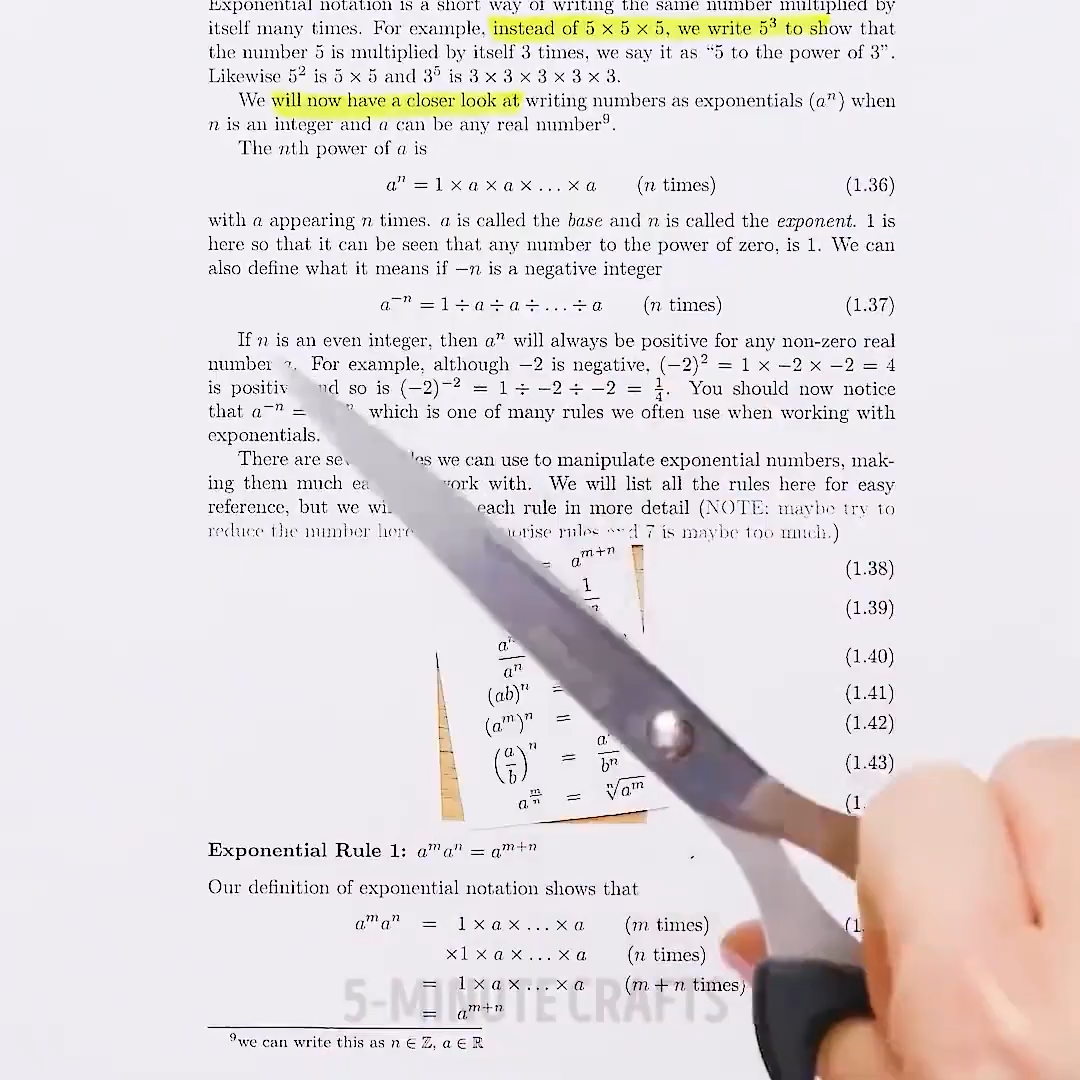 Exponential notation is a short way of writing the same number multiplied by
itself many times. For example, instead of 5 × 5 × 5, we write 5³ to show that
the number 5 is multiplied by itself 3 times, we say it as “5 to the power of 3”.
Likewise 5² is 5 × 5 and 3⁵ is 3 × 3 × 3 × 3 × 3.
We will now have a closer look at writing numbers as exponentials (aⁿ) when
n is an integer and a can be any real number⁹.
The nth power of a is
aⁿ = 1 × a × a × … × a (n times) (1.36)
with a appearing n times. a is called the base and n is called the exponent. 1 is
here so that it can be seen that any number to the power of zero, is 1. We can
also define what it means if −n is a negative integer
a⁻ⁿ = 1 ÷ a ÷ a ÷ … ÷ a (n times) (1.37)
If n is an even integer, then aⁿ will always be positive for any non-zero real
number For example, although −2 is negative, (−2)² = 1 × −2 × −2 = 4
is so is (−2)⁻² = 1 ÷ −2 ÷ −2 = 1/4. You should now notice
that a⁻ⁿ = which is one of many rules we often use when working with
exponentials.
There are we can use to manipulate exponential numbers, mak-
ing them much with. We will list all the rules here for easy
reference, but we each rule in more detail (NOTE: maybe try to
reduce the number here rules 7 is maybe too much.)
= aᵐ⁺ⁿ (1.38)
1 (1.39)
aⁿ (1.40)
(ab)ⁿ = (1.41)
(aᵐ)ⁿ = (1.42)
(a/b)ⁿ = bⁿ (1.43)
a^(m/n) = ⁿ√aᵐ
Exponential Rule 1: aᵐaⁿ = aᵐ⁺ⁿ
Our definition of exponential notation shows that
aᵐaⁿ = 1 × a × … × a (m times)
×1 × a × … × a (n times)
= 1 × a × … × a (m + n times)
= aᵐ⁺ⁿ
5-MINUTE CRAFTS
⁹we can write this as n ∈ ℤ, a ∈ ℝ